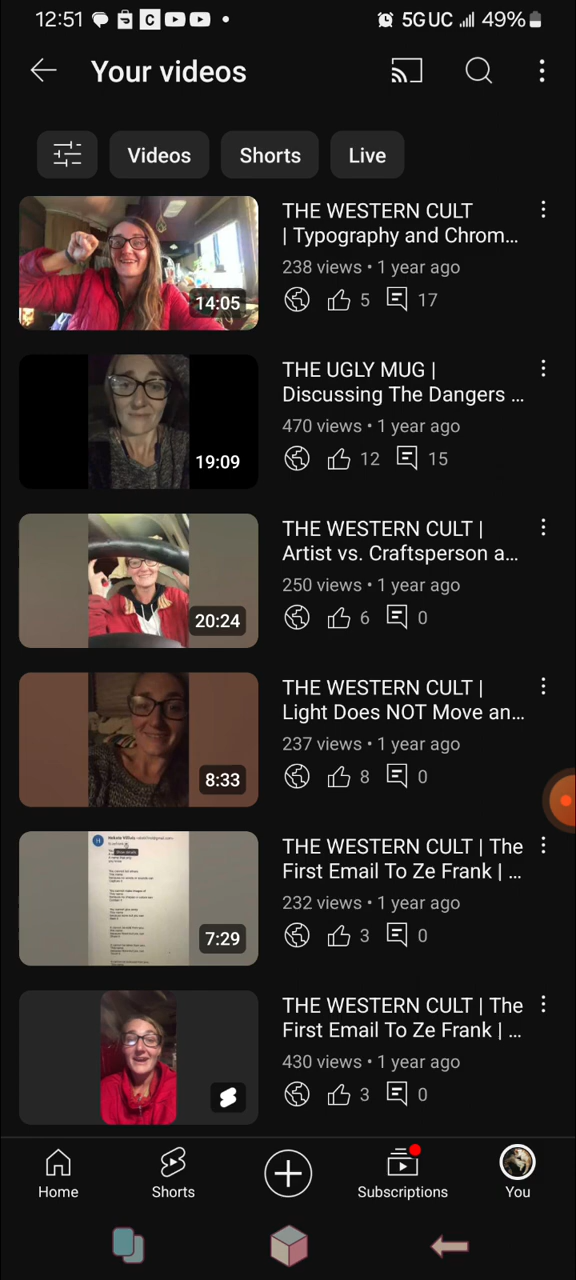 12:51
C
5G UC
49%
Your videos
Videos
Shorts
Live
14:05
THE WESTERN CULT
| Typography and Chrom...
238 views • 1 year ago
5
17
19:09
THE UGLY MUG |
Discussing The Dangers ...
470 views • 1 year ago
12
15
20:24
THE WESTERN CULT |
Artist vs. Craftsperson a...
250 views • 1 year ago
6
0
8:33
THE WESTERN CULT |
Light Does NOT Move an...
237 views • 1 year ago
8
0
7:29
THE WESTERN CULT | The
First Email To Ze Frank | ...
232 views • 1 year ago
3
0
THE WESTERN CULT | The
First Email To Ze Frank | ...
430 views • 1 year ago
3
0
Home
Shorts
Subscriptions
You